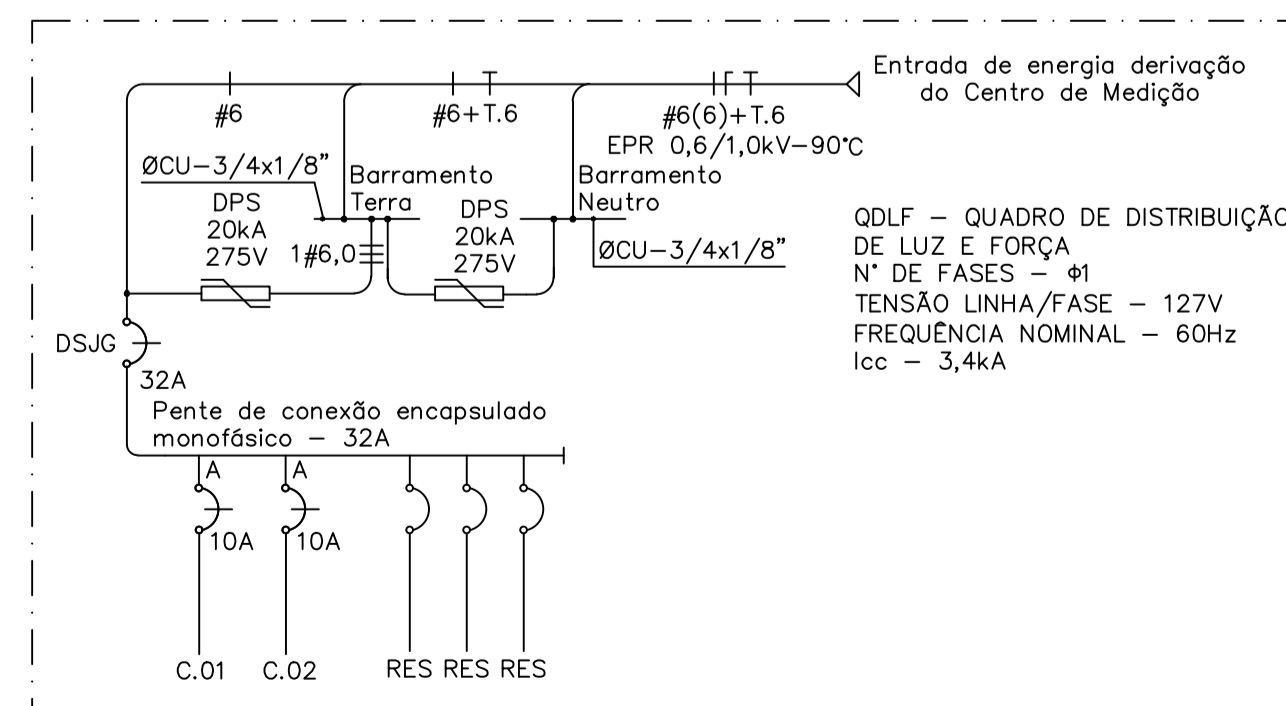 Entrada de energia derivação
do Centro de Medição
#6
#6+T.6
#6(6)+T.6
EPR 0,6/1,0kV-90°C
ØCU-3/4x1/8"
Barramento
Terra
Barramento
Neutro
DPS
20kA
275V
1#6,0
DPS
20kA
275V
ØCU-3/4x1/8"
QDLF - QUADRO DE DISTRIBUIÇÃO
DE LUZ E FORÇA
N° DE FASES - Φ1
TENSÃO LINHA/FASE - 127V
FREQUÊNCIA NOMINAL - 60Hz
Icc - 3,4kA
DSJG
32A
Pente de conexão encapsulado
monofásico - 32A
A
A
10A
10A
C.01
C.02
RES RES RES